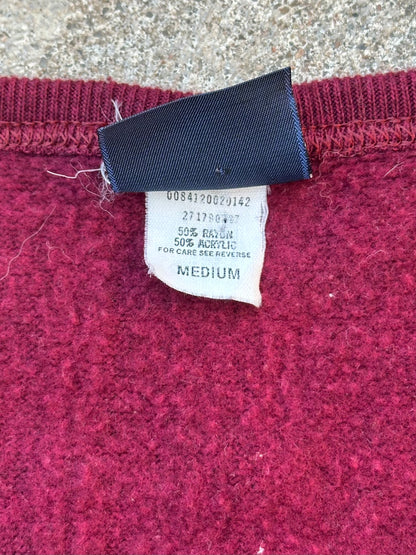 0084120020142
50% RAYON
50% ACRYLIC
FOR CARE SEE REVERSE
MEDIUM